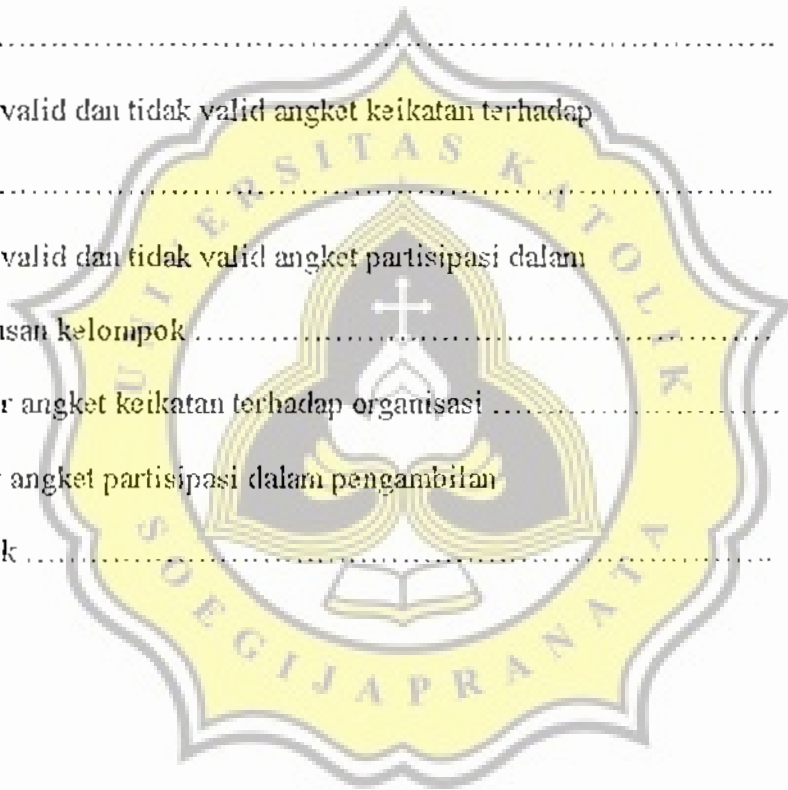 ................................................................
valid dan tidak valid angket keikatan terhadap
................................................................
valid dan tidak valid angket partisipasi dalam
usan kelompok ................................................
r angket keikatan terhadap organisasi ........................
angket partisipasi dalam pengambilan
k ................................................................
UNIVERSITAS KATOLIK
SOEGIJAPRANATA